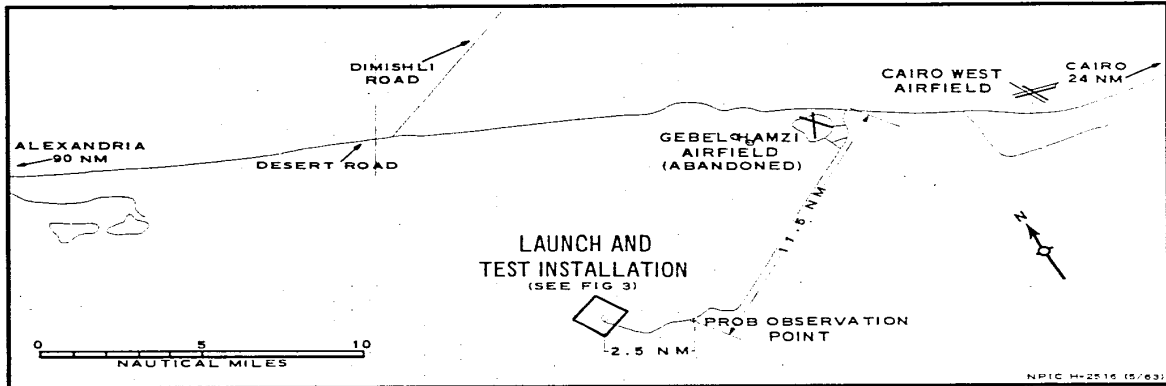 DIMISHLI
ROAD
CAIRO WEST
AIRFIELD
CAIRO
24 NM
ALEXANDRIA
90 NM
DESERT ROAD
GEBEL HAMZI
AIRFIELD
(ABANDONED)
11.5 NM
N
LAUNCH AND
TEST INSTALLATION
(SEE FIG 3)
PROB OBSERVATION
POINT
2.5 NM
0 5 10
NAUTICAL MILES
NPIC H-2516 (5/63)